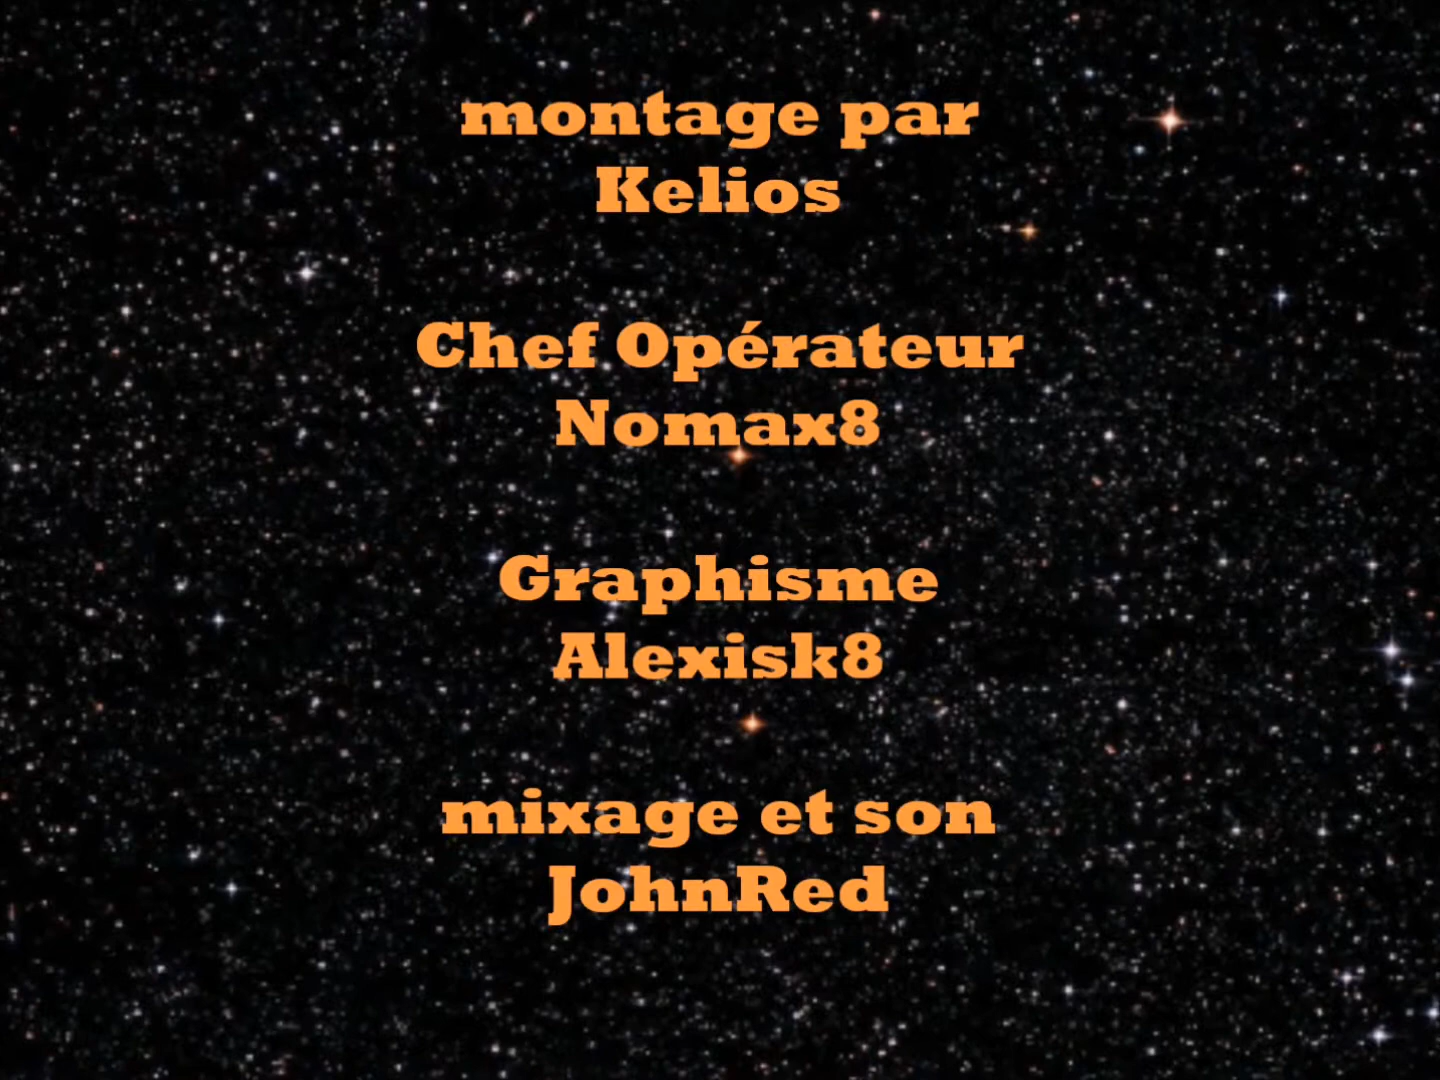 montage par
Kelios
Chef Opérateur
Nomax8
Graphisme
Alexisk8
mixage et son
JohnRed